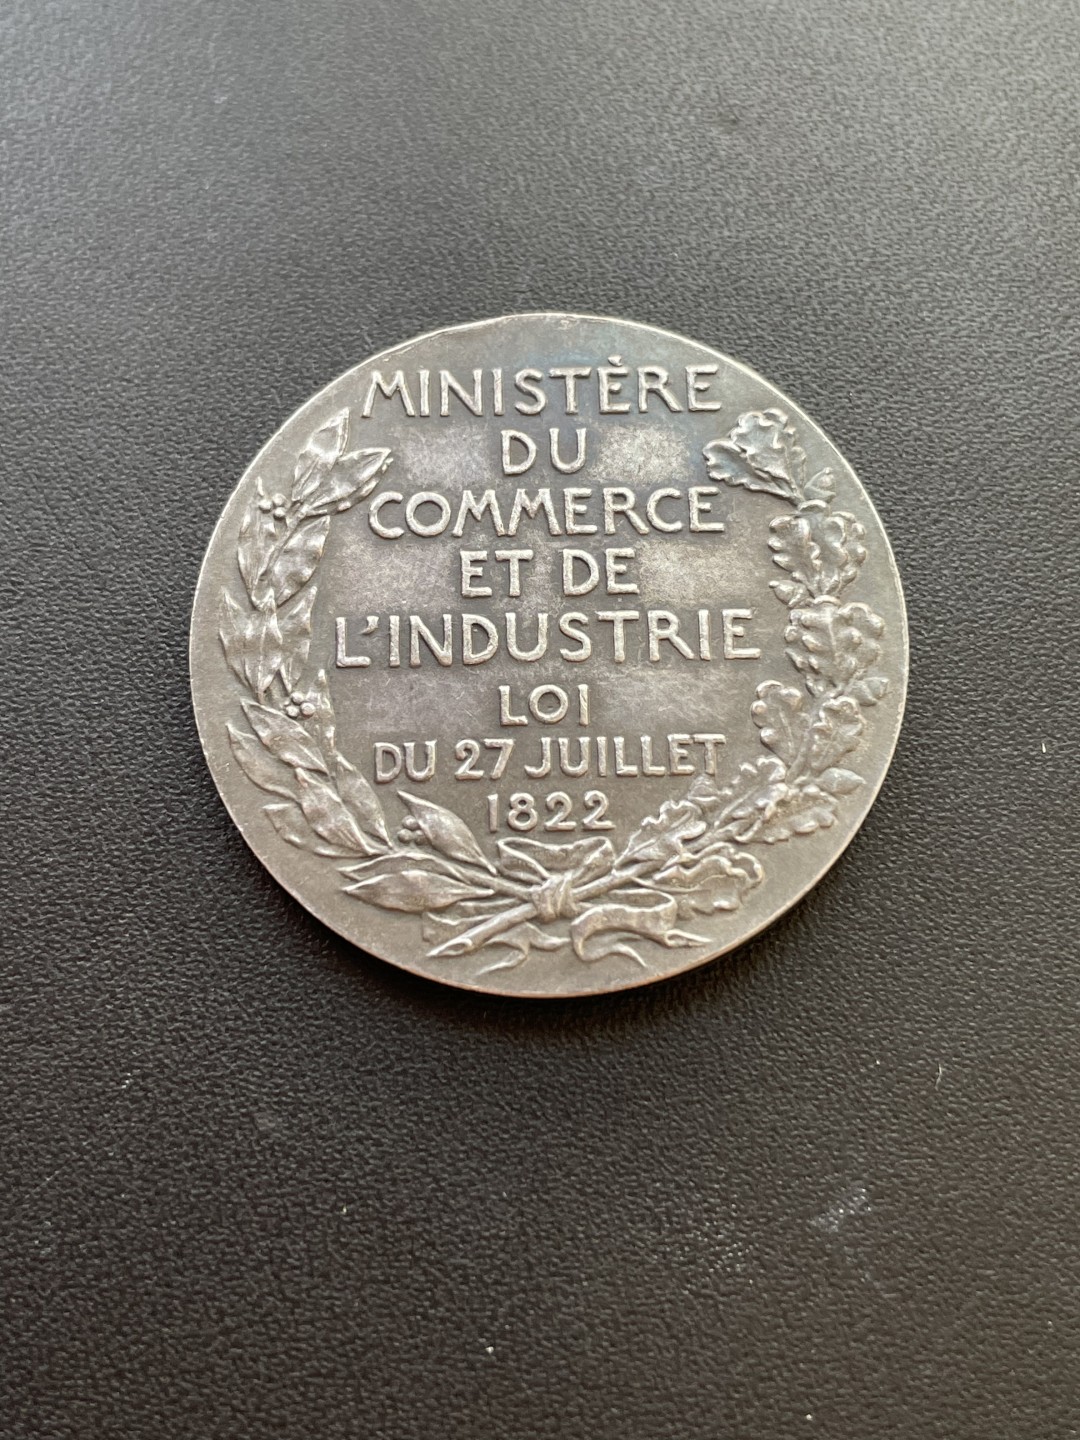 MINISTÈRE
DU
COMMERCE
ET DE
L'INDUSTRIE
LOI
DU 27 JUILLET
1822